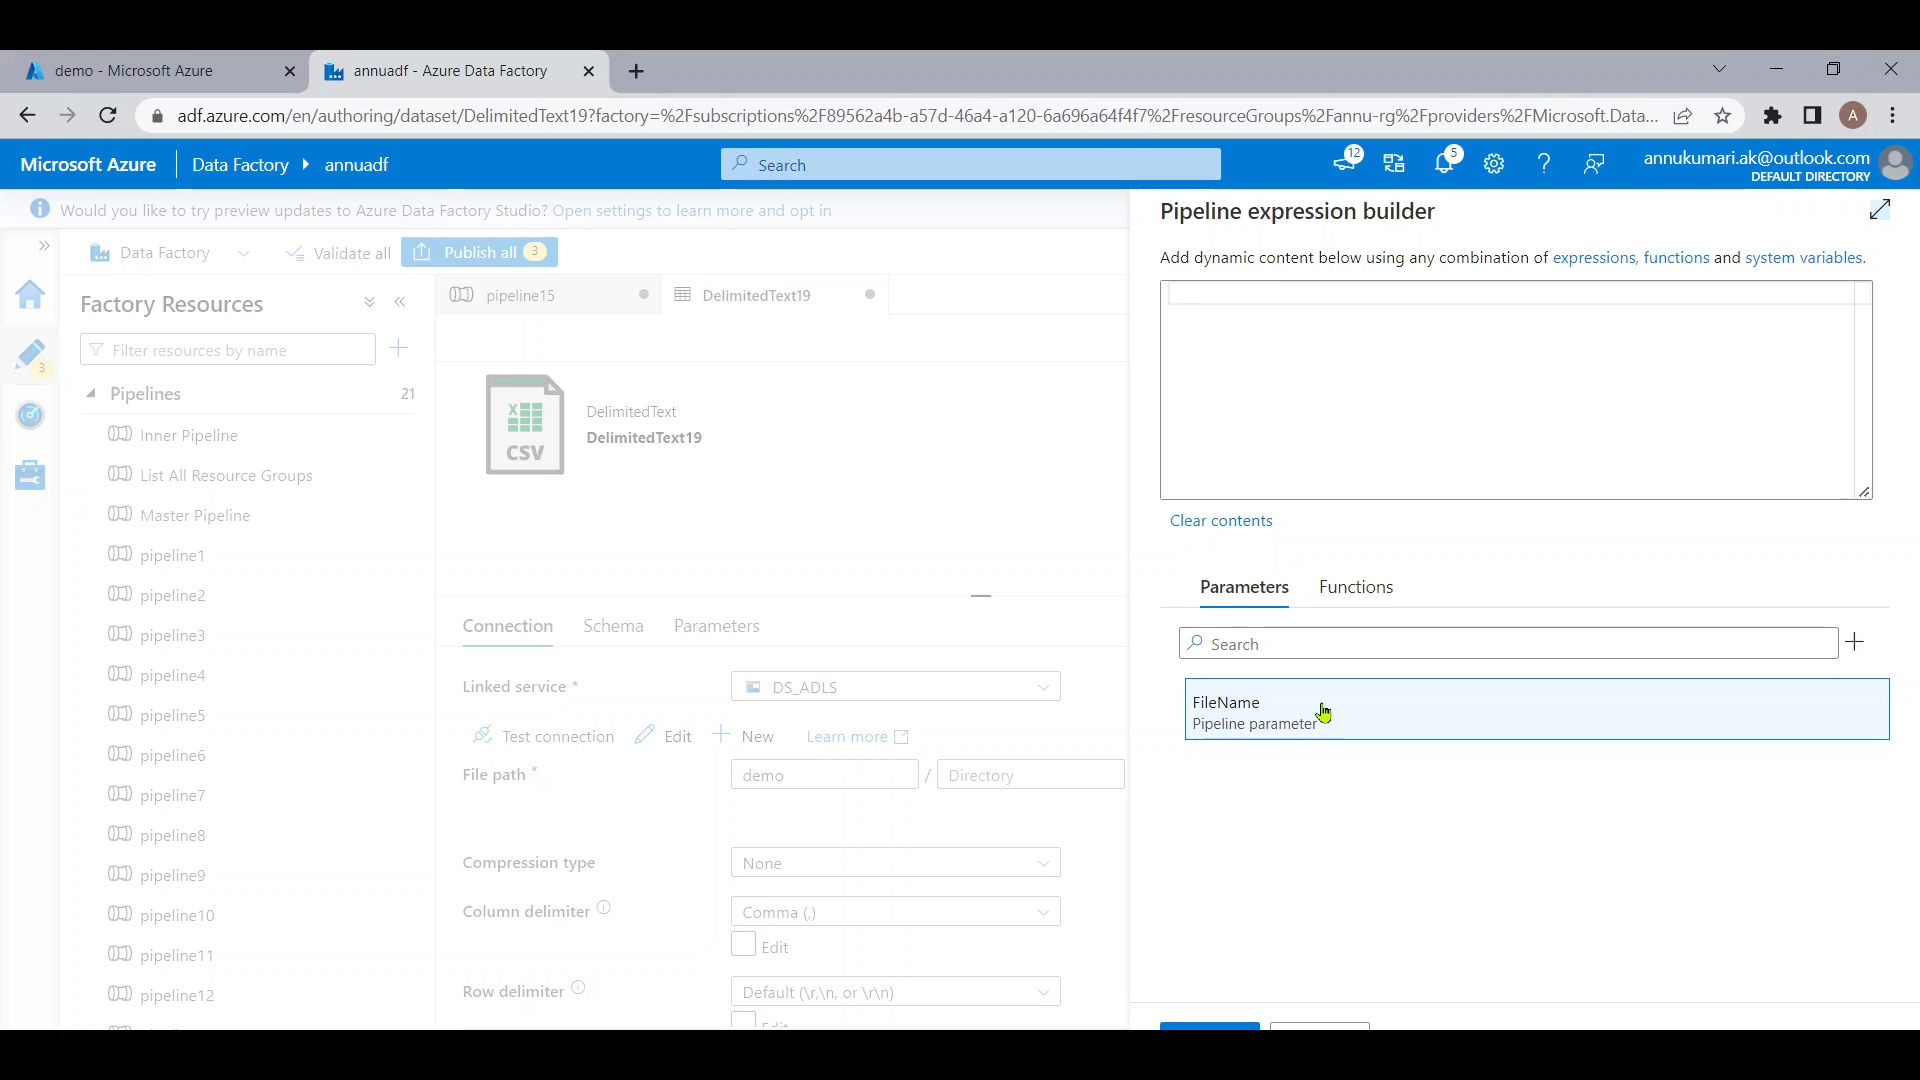 demo - Microsoft Azure
annuadf - Azure Data Factory
adf.azure.com/en/authoring/dataset/DelimitedText19?factory=%2Fsubscriptions%2F89562a4b-a57d-46a4-a120-6a696a64f4f7%2FresourceGroups%2Fannu-rg%2Fproviders%2FMicrosoft.Data...
A
Microsoft Azure
Data Factory
annuadf
Search
12
5
annukumari.ak@outlook.com
DEFAULT DIRECTORY
Would you like to try preview updates to Azure Data Factory Studio? Open settings to learn more and opt in
Data Factory
Validate all
Publish all 3
3
Factory Resources
Filter resources by name
Pipelines 21
Inner Pipeline
List All Resource Groups
Master Pipeline
pipeline1
pipeline2
pipeline3
pipeline4
pipeline5
pipeline6
pipeline7
pipeline8
pipeline9
pipeline10
pipeline11
pipeline12
pipeline15
DelimitedText19
X
CSV
DelimitedText
DelimitedText19
Connection
Schema
Parameters
Linked service *
DS_ADLS
Test connection
Edit
New
Learn more
File path *
demo
/
Directory
Compression type
None
Column delimiter
Comma (,)
Edit
Row delimiter
Default (\r,\n, or \r\n)
Edit
Pipeline expression builder
Add dynamic content below using any combination of expressions, functions and system variables.
Clear contents
Parameters
Functions
Search
FileName
Pipeline parameter